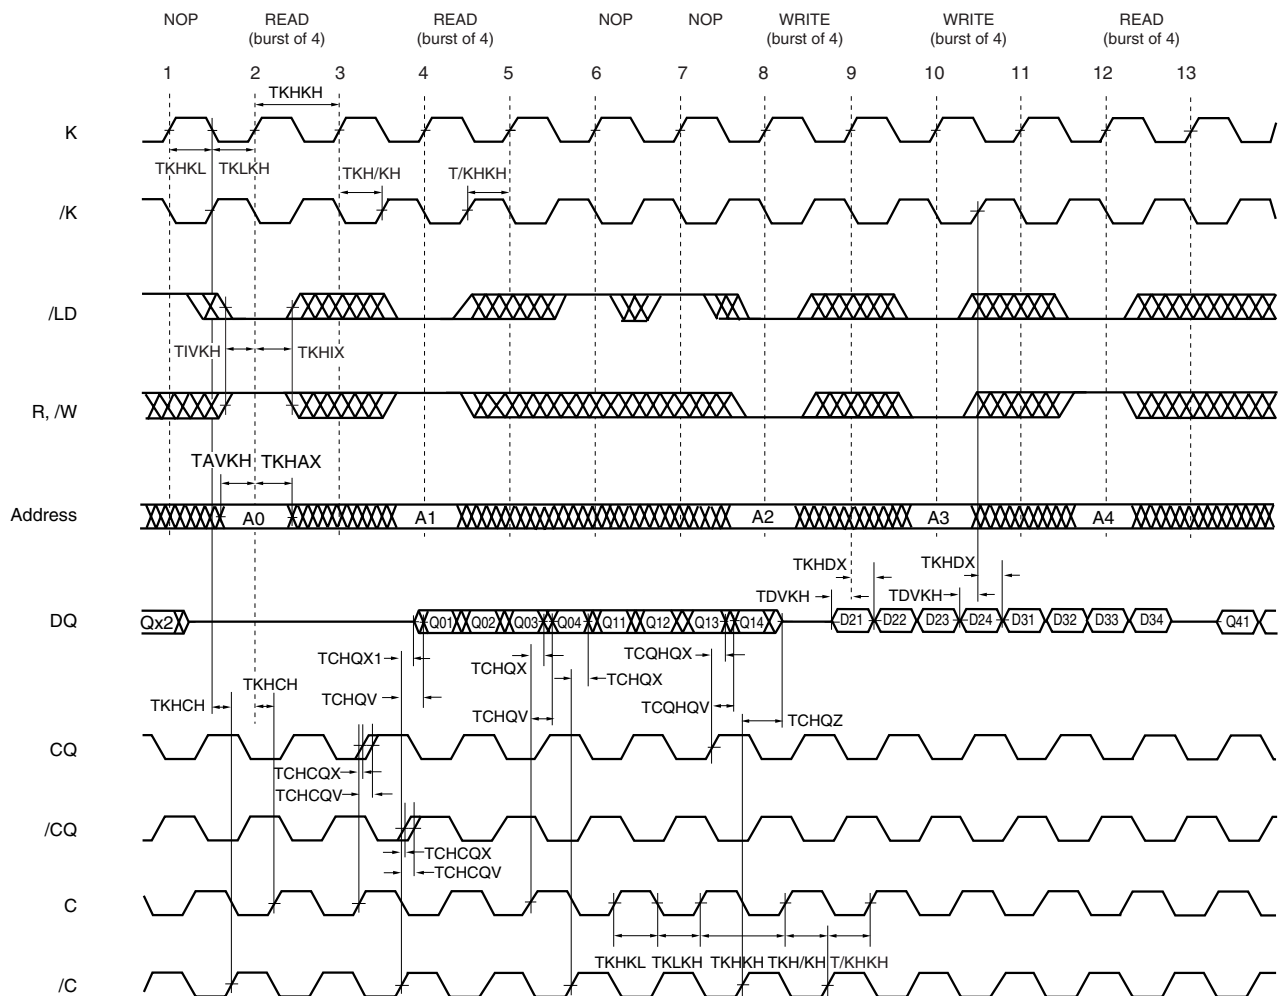 NOP READ READ NOP NOP WRITE WRITE READ
(burst of 4) (burst of 4) (burst of 4) (burst of 4) (burst of 4)
1 2 3 4 5 6 7 8 9 10 11 12 13
TKHKH
K
TKHKL TKLKH TKH/KH T/KHKH
/K
/LD
TIVKH TKHIX
R, /W
TAVKH TKHAX
Address A0 A1 A2 A3 A4
TKHDX TKHDX
TDVKH TDVKH
DQ Qx2 Q01 Q02 Q03 Q04 Q11 Q12 Q13 Q14 D21 D22 D23 D24 D31 D32 D33 D34 Q41
TCHQX1 TCHQX TCQHQX
TKHCH TCHQX
TKHCH TCHQV TCHQV TCQHQV TCHQZ
CQ
TCHCQX
TCHCQV
/CQ
TCHCQX
TCHCQV
C
TKHKL TKLKH TKHKH TKH/KH T/KHKH
/C